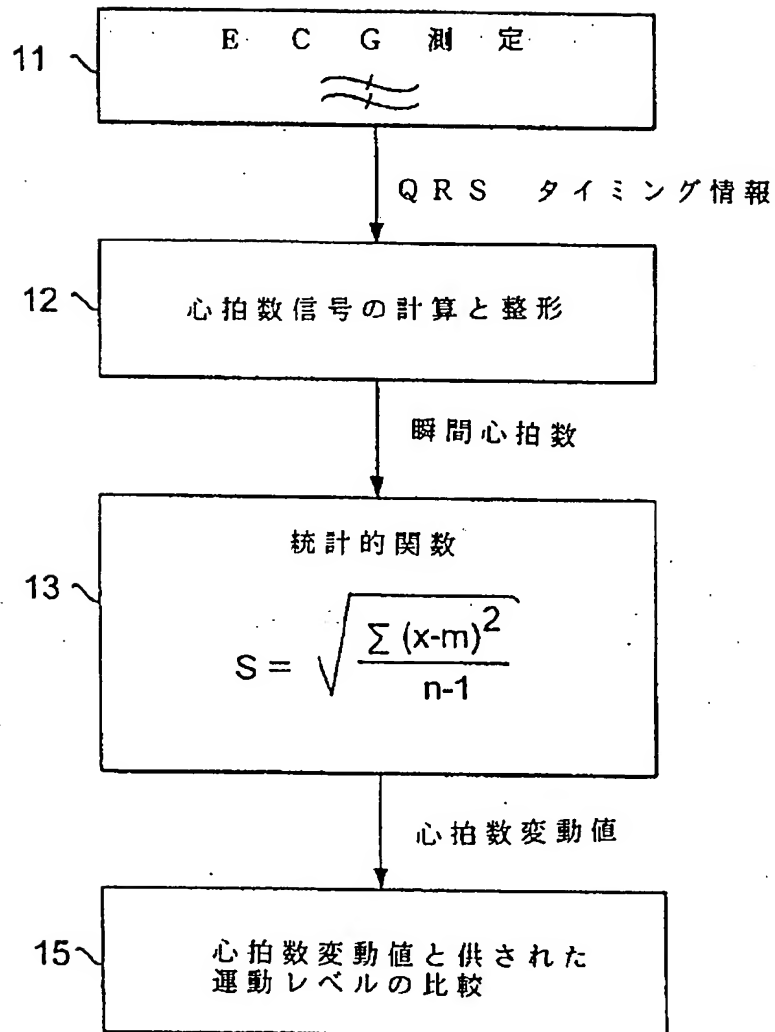 11
ECG測定
QRS タイミング情報
12
心拍数信号の計算と整形
瞬間心拍数
13
統計的関数
S = √(Σ (x-m)² / n-1)
心拍数変動値
15
心拍数変動値と供された
運動レベルの比較